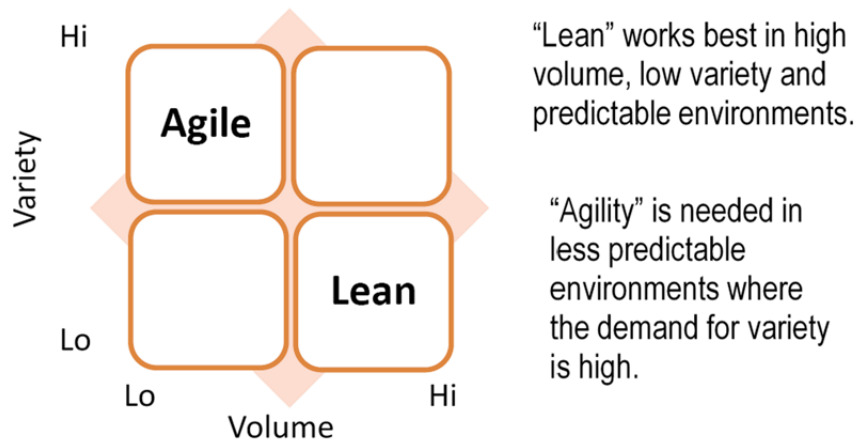 Hi
Variety
Lo
Agile
Lean
Lo
Hi
Volume
“Lean” works best in high
volume, low variety and
predictable environments.
“Agility” is needed in
less predictable
environments where
the demand for variety
is high.